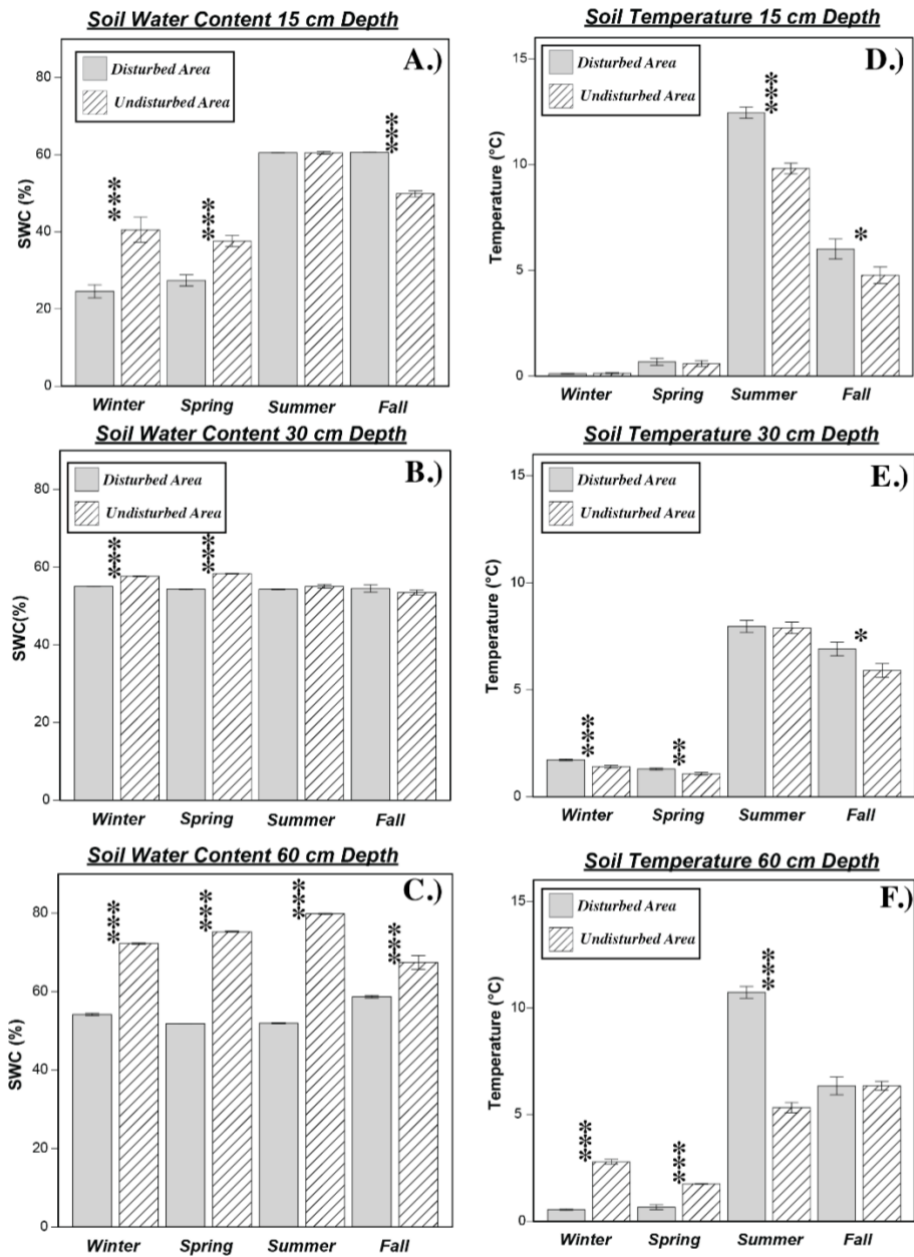 Soil Water Content 15 cm Depth
A.)
Disturbed Area
Undisturbed Area
SWC (%)
80
60
40
20
0
***
***
***
Winter Spring Summer Fall
Soil Temperature 15 cm Depth
D.)
Disturbed Area
Undisturbed Area
Temperature (°C)
15
10
5
0
***
*
Winter Spring Summer Fall
Soil Water Content 30 cm Depth
B.)
Disturbed Area
Undisturbed Area
SWC(%)
80
60
40
20
0
***
***
Winter Spring Summer Fall
Soil Temperature 30 cm Depth
E.)
Disturbed Area
Undisturbed Area
Temperature (°C)
15
10
5
0
***
**
*
Winter Spring Summer Fall
Soil Water Content 60 cm Depth
C.)
SWC (%)
80
60
40
20
0
***
***
***
***
Winter Spring Summer Fall
Soil Temperature 60 cm Depth
F.)
Disturbed Area
Undisturbed Area
Temperature (°C)
15
10
5
0
***
***
***
Winter Spring Summer Fall